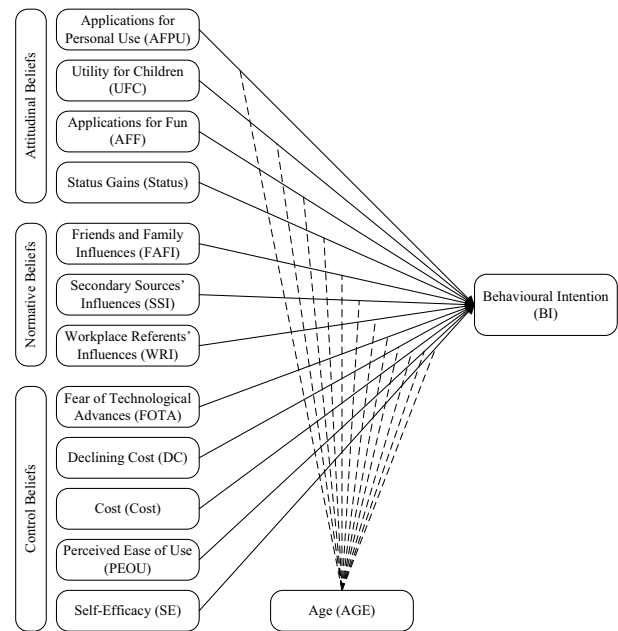 Attitudinal Beliefs
Applications for
Personal Use (AFPU)
Utility for Children
(UFC)
Applications for Fun
(AFF)
Status Gains (Status)
Normative Beliefs
Friends and Family
Influences (FAFI)
Secondary Sources’
Influences (SSI)
Workplace Referents’
Influences (WRI)
Behavioural Intention
(BI)
Control Beliefs
Fear of Technological
Advances (FOTA)
Declining Cost (DC)
Cost (Cost)
Perceived Ease of Use
(PEOU)
Self-Efficacy (SE)
Age (AGE)